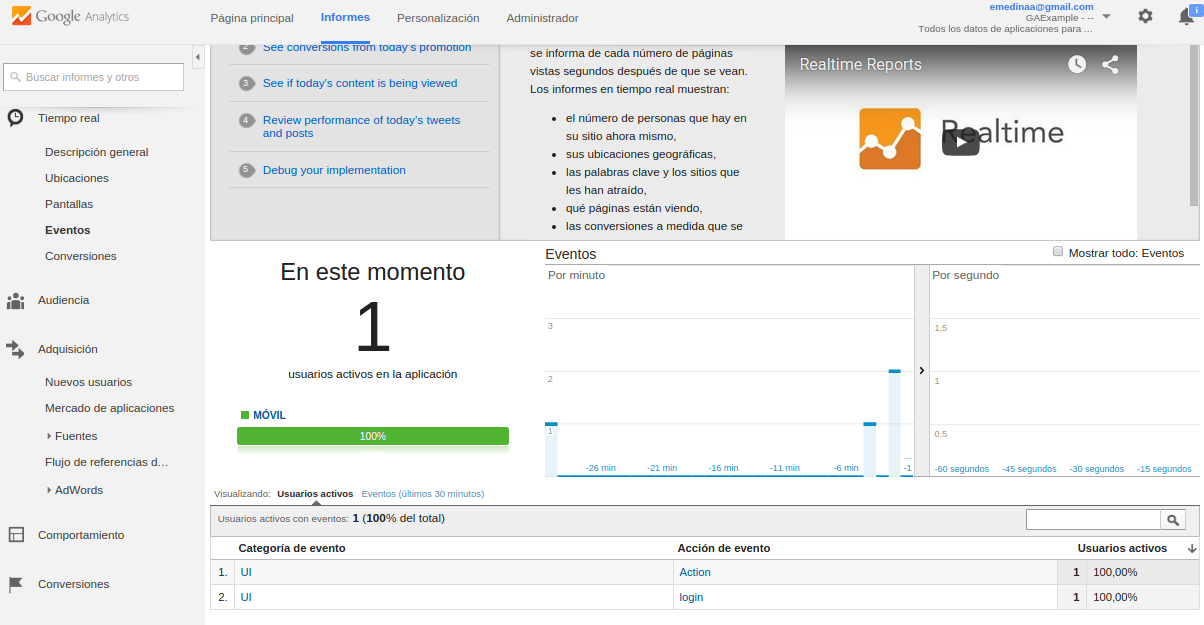 Google Analytics
Página principal
Informes
Personalización
Administrador
emedinaa@gmail.com
GAExample - --
Todos los datos de aplicaciones para …
i
Buscar informes y otros
Tiempo real
Descripción general
Ubicaciones
Pantallas
Eventos
Conversiones
Audiencia
Adquisición
Nuevos usuarios
Mercado de aplicaciones
Fuentes
Flujo de referencias d…
AdWords
Comportamiento
Conversiones
2 See conversions from today's promotion
3 See if today's content is being viewed
4 Review performance of today's tweets
and posts
5 Debug your implementation
se informa de cada número de páginas
vistas segundos después de que se vean.
Los informes en tiempo real muestran:
el número de personas que hay en
su sitio ahora mismo,
sus ubicaciones geográficas,
las palabras clave y los sitios que
les han atraído,
qué páginas están viendo,
las conversiones a medida que se
Realtime Reports
Realtime
En este momento
1
usuarios activos en la aplicación
MÓVIL
100%
Eventos
Mostrar todo: Eventos
Por minuto
3
2
1
-26 min
-21 min
-16 min
-11 min
-6 min
…
-1
Por segundo
1,5
1
0,5
-60 segundos
-45 segundos
-30 segundos
-15 segundos
Visualizando: Usuarios activos Eventos (últimos 30 minutos)
Usuarios activos con eventos: 1 (100% del total)
Categoría de evento Acción de evento Usuarios activos
1. UI Action 1 100,00%
2. UI login 1 100,00%